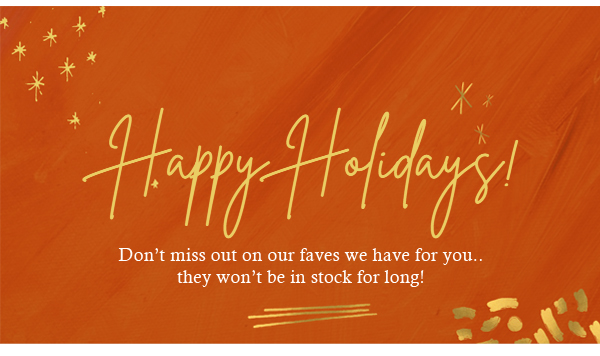 Happy Holidays!
Don’t miss out on our faves we have for you..
they won’t be in stock for long!